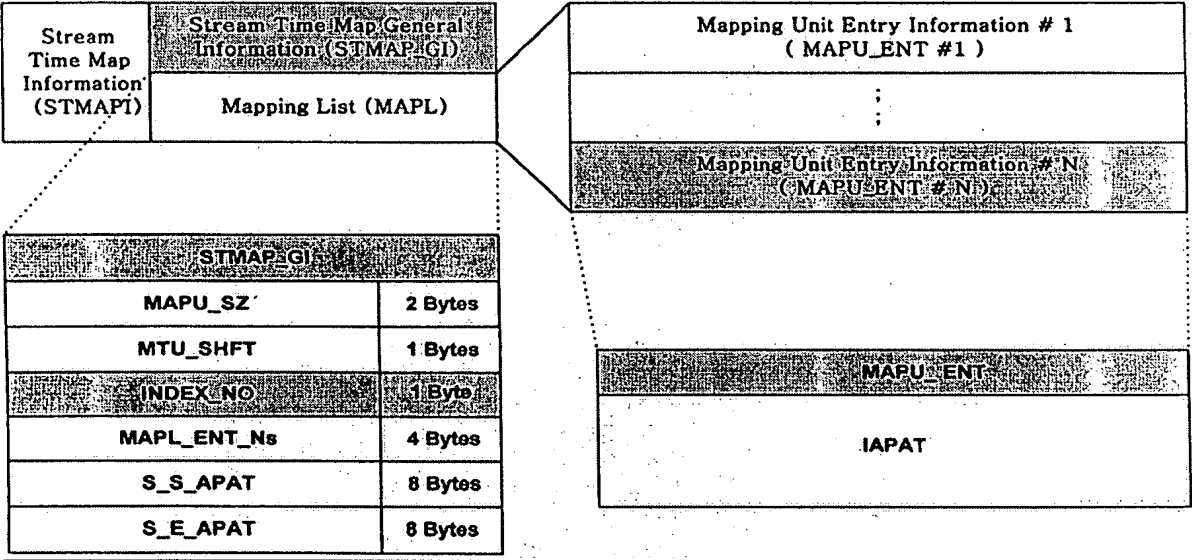 Stream
Time Map
Information
(STMAPI)
Stream Time Map General
Information (STMAP_GI)
Mapping List (MAPL)
Mapping Unit Entry Information # 1
( MAPU_ENT #1 )
Mapping Unit Entry Information # N
( MAPU_ENT # N )
STMAP_GI
MAPU_SZ 2 Bytes
MTU_SHFT 1 Bytes
INDEX_NO 1 Byte
MAPL_ENT_Ns 4 Bytes
S_S_APAT 8 Bytes
S_E_APAT 8 Bytes
MAPU_ENT
IAPAT